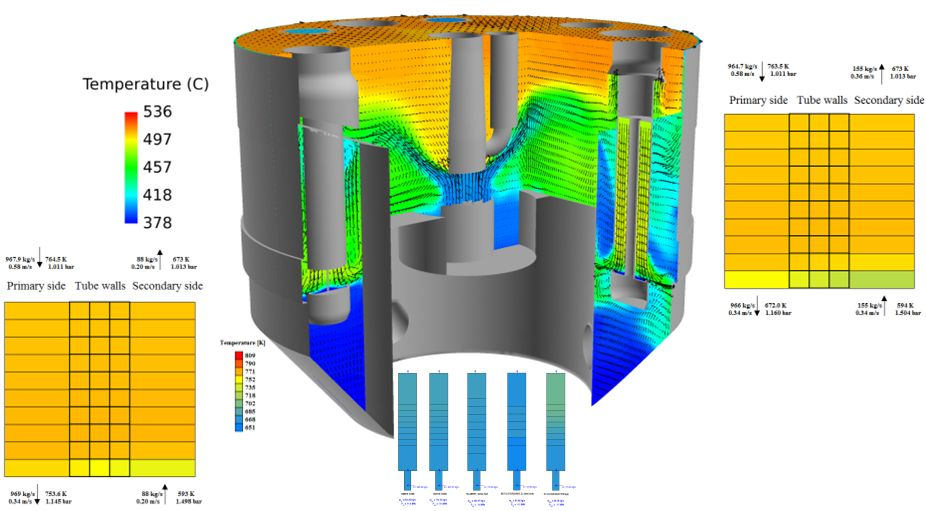 Temperature (C)
536
497
457
418
378
967.9 kg/s 764.5 K
0.58 m/s 1.011 bar
88 kg/s 673 K
0.20 m/s 1.013 bar
Primary side Tube walls Secondary side
969 kg/s 753.6 K
0.34 m/s 1.145 bar
88 kg/s 593 K
0.20 m/s 1.498 bar
Temperature [K]
809
790
771
752
735
718
702
685
668
651
964.7 kg/s 763.5 K
0.58 m/s 1.011 bar
155 kg/s 673 K
0.36 m/s 1.013 bar
Primary side Tube walls Secondary side
966 kg/s 672.0 K
0.34 m/s 1.160 bar
155 kg/s 594 K
0.34 m/s 1.504 bar